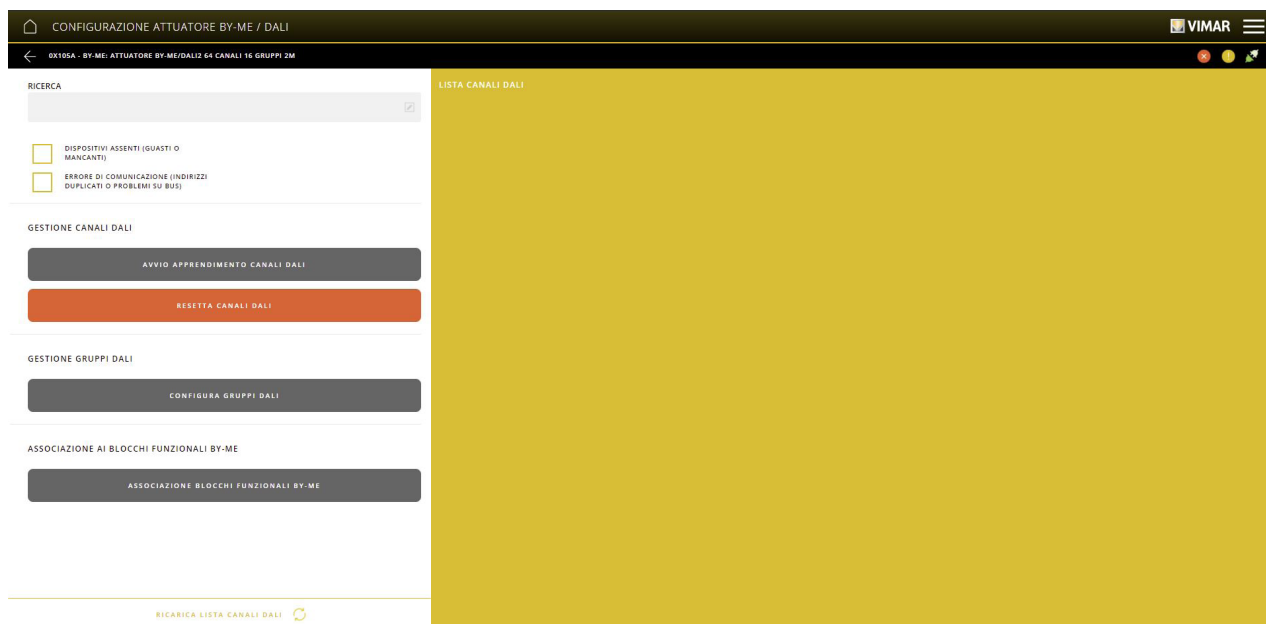 CONFIGURAZIONE ATTUATORE BY-ME / DALI
VIMAR
0X105A - BY-ME: ATTUATORE BY-ME/DALI2 64 CANALI 16 GRUPPI 2M
RICERCA
LISTA CANALI DALI
DISPOSITIVI ASSENTI (GUASTI O
MANCANTI)
ERRORE DI COMUNICAZIONE (INDIRIZZI
DUPLICATI O PROBLEMI SU BUS)
GESTIONE CANALI DALI
AVVIO APPRENDIMENTO CANALI DALI
RESETTA CANALI DALI
GESTIONE GRUPPI DALI
CONFIGURA GRUPPI DALI
ASSOCIAZIONE AI BLOCCHI FUNZIONALI BY-ME
ASSOCIAZIONE BLOCCHI FUNZIONALI BY-ME
RICARICA LISTA CANALI DALI